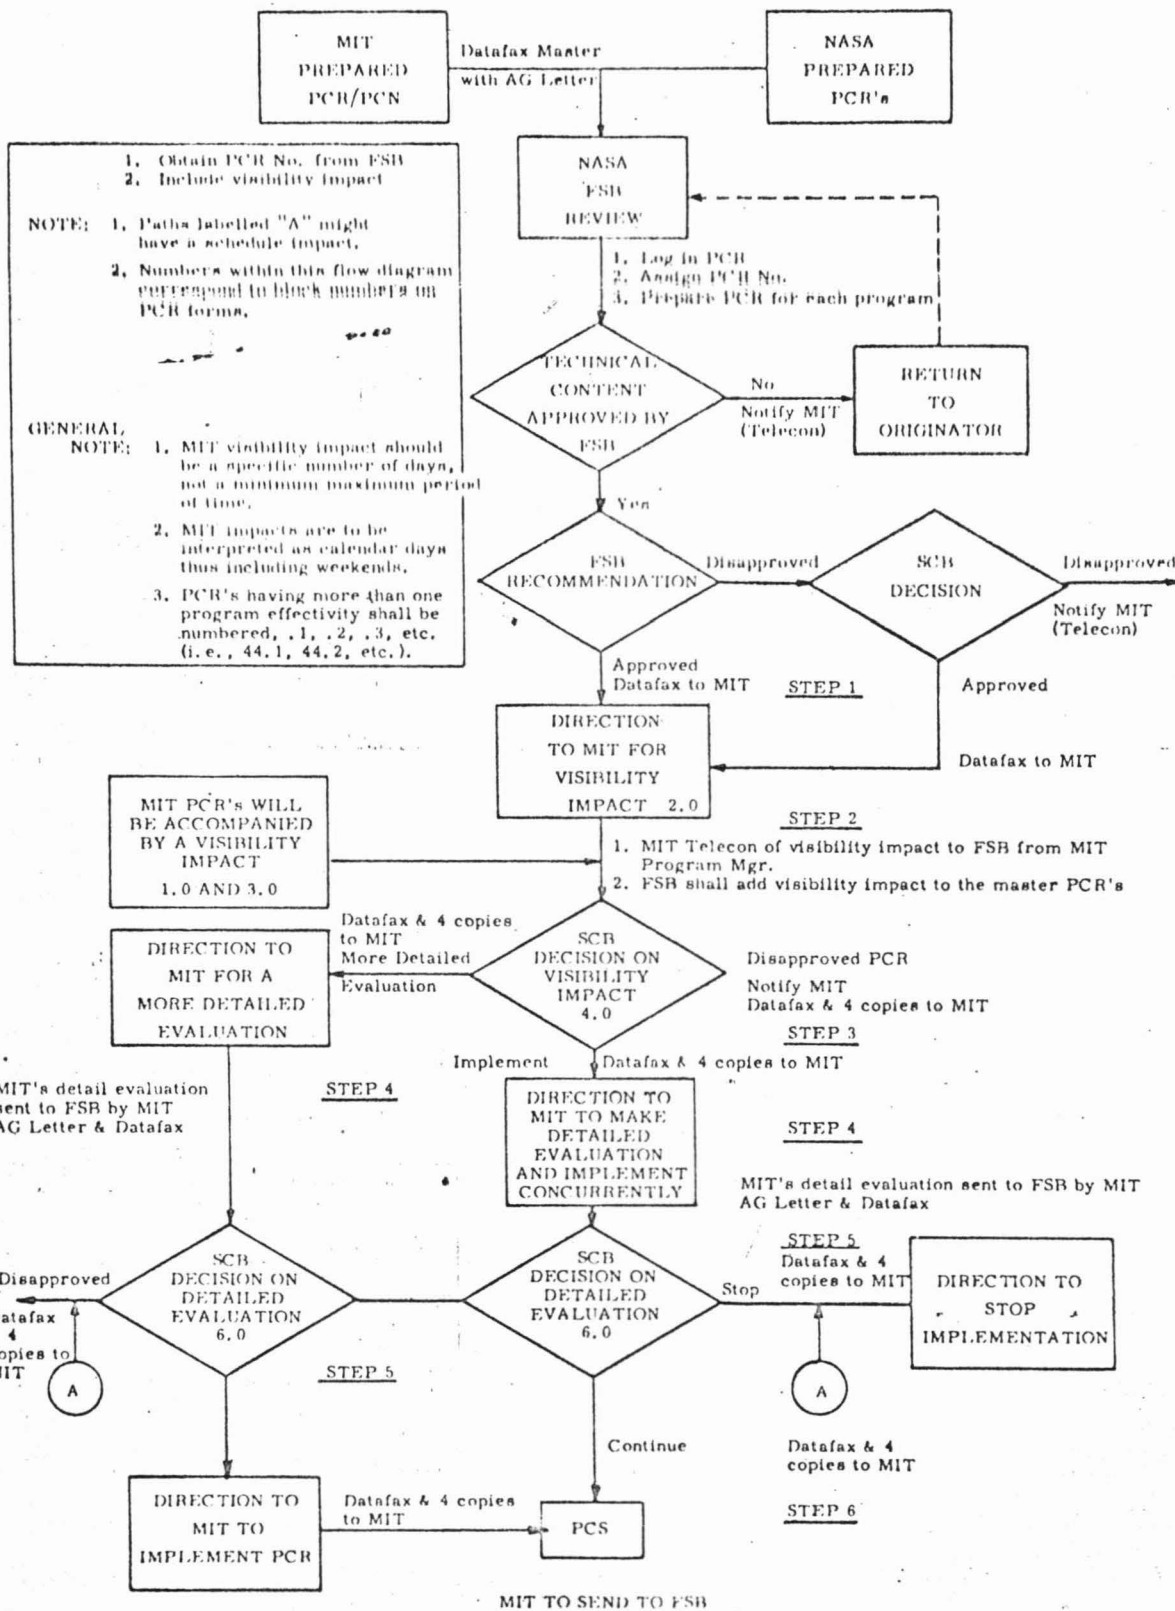 MIT
PREPARED
PCR/PCN
Datafax Master
with AG Letter
NASA
PREPARED
PCR's
1. Obtain PCR No. from FSB
2. Include visibility impact
NOTE: 1. Paths labelled "A" might
have a schedule impact.
2. Numbers within this flow diagram
correspond to block numbers on
PCR forms.
GENERAL
NOTE: 1. MIT visibility impact should
be a specific number of days,
not a minimum maximum period
of time.
2. MIT impacts are to be
interpreted as calendar days
thus including weekends.
3. PCR's having more than one
program effectivity shall be
numbered, .1, .2, .3, etc.
(i.e., 44.1, 44.2, etc.).
NASA
FSB
REVIEW
1. Log in PCR
2. Assign PCR No.
3. Prepare PCR for each program
TECHNICAL
CONTENT
APPROVED BY
FSB
No
Notify MIT
(Telecon)
RETURN
TO
ORIGINATOR
Yes
FSB
RECOMMENDATION
Disapproved
SCB
DECISION
Disapproved
Notify MIT
(Telecon)
Approved
Datafax to MIT
STEP 1
Approved
Datafax to MIT
DIRECTION
TO MIT FOR
VISIBILITY
IMPACT 2.0
STEP 2
MIT PCR's WILL
BE ACCOMPANIED
BY A VISIBILITY
IMPACT
1.0 AND 3.0
1. MIT Telecon of visibility impact to FSB from MIT
Program Mgr.
2. FSB shall add visibility impact to the master PCR's
Datafax & 4 copies
to MIT
More Detailed
Evaluation
DIRECTION TO
MIT FOR A
MORE DETAILED
EVALUATION
SCB
DECISION ON
VISIBILITY
IMPACT
4.0
Disapproved PCR
Notify MIT
Datafax & 4 copies to MIT
STEP 3
Implement
Datafax & 4 copies to MIT
MIT's detail evaluation
sent to FSB by MIT
AG Letter & Datafax
STEP 4
DIRECTION TO
MIT TO MAKE
DETAILED
EVALUATION
AND IMPLEMENT
CONCURRENTLY
STEP 4
MIT's detail evaluation sent to FSB by MIT
AG Letter & Datafax
STEP 5
Disapproved
Datafax
4
copies to
MIT
A
SCB
DECISION ON
DETAILED
EVALUATION
6.0
STEP 5
SCB
DECISION ON
DETAILED
EVALUATION
6.0
Stop
Datafax & 4
copies to MIT
DIRECTION TO
STOP
IMPLEMENTATION
A
Datafax & 4
copies to MIT
STEP 6
Continue
DIRECTION TO
MIT TO
IMPLEMENT PCR
Datafax & 4 copies
to MIT
PCS
MIT TO SEND TO FSB